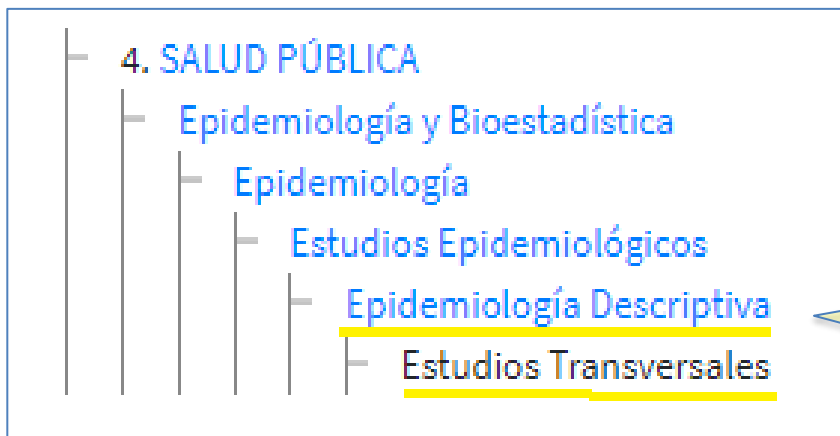 4. SALUD PÚBLICA
Epidemiología y Bioestadística
Epidemiología
Estudios Epidemiológicos
Epidemiología Descriptiva
Estudios Transversales